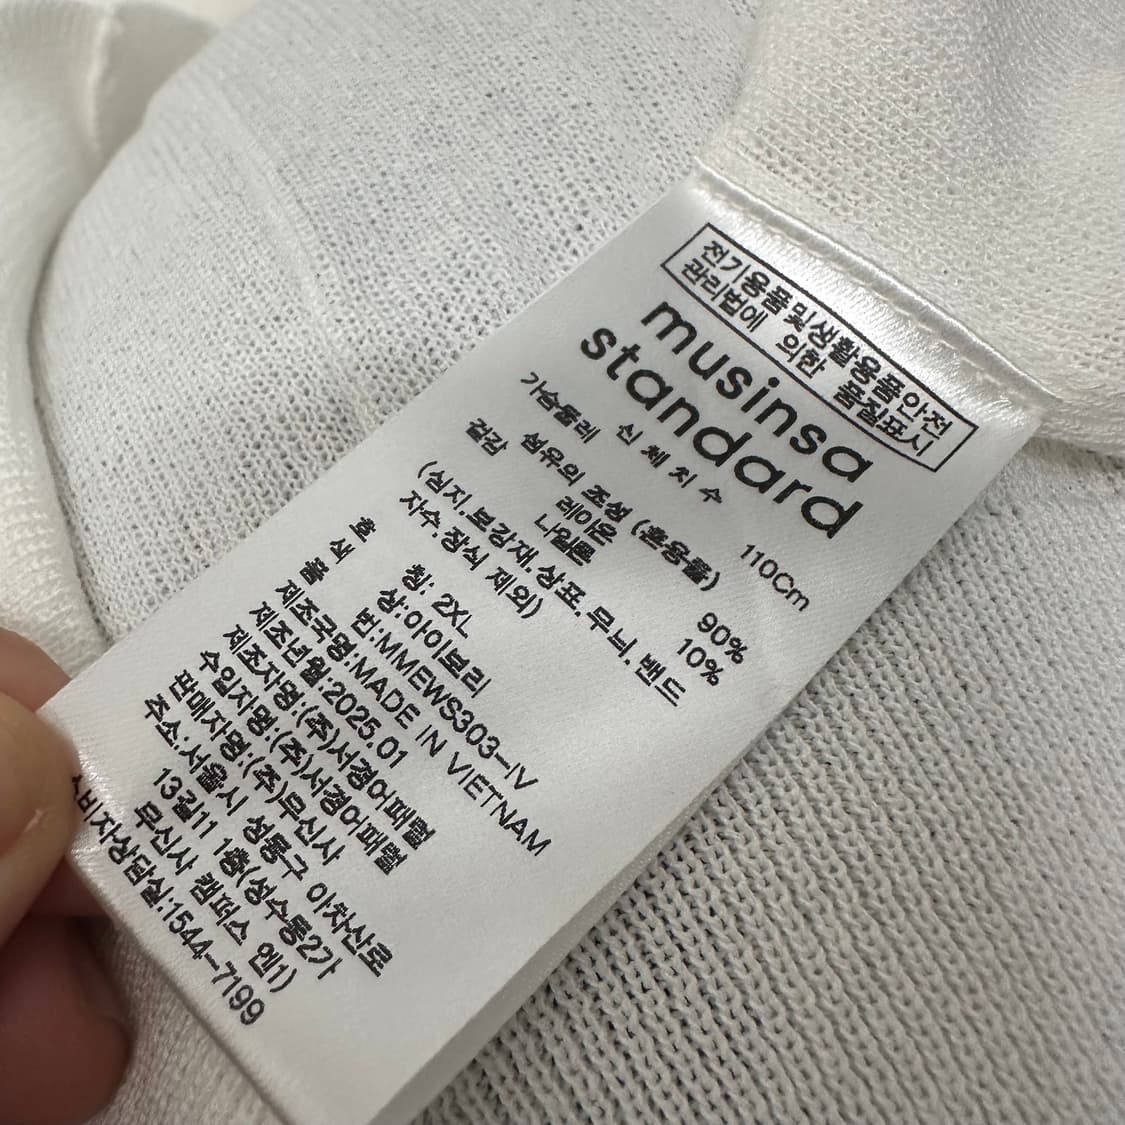 전기용품및생활용품안전
관리법에 의한 품질표시
musinsa
standard
신 체 치 수
가슴둘레 110Cm
섬유의 조성 (혼용률)
겉감 레이온 90%
나일론 10%
(심지,보강재,상표,무늬,밴드
자수,장식 제외)
호 칭: 2XL
색 상:아이보리
품 번:MMEWS303-IV
제조국명:MADE IN VIETNAM
제조년월:2025.01
제조자명:(주)서경어패럴
수입자명:(주)서경어패럴
판매자명:(주)무신사
주소:서울시 성동구 아차산로
13길11 1층(성수동2가
무신사 캠퍼스 엔1)
소비자상담실:1544-7199